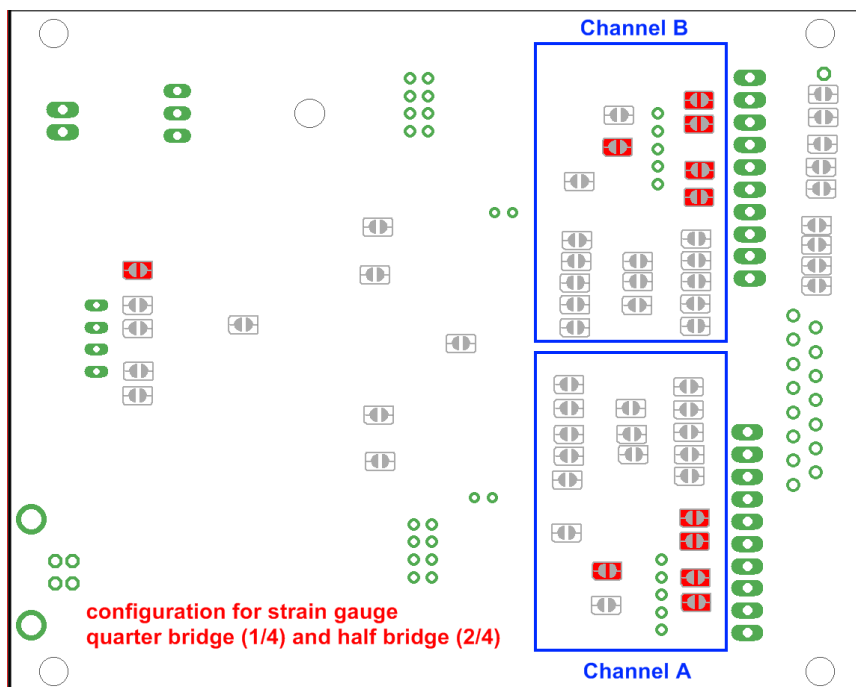 Channel B
configuration for strain gauge
quarter bridge (1/4) and half bridge (2/4)
Channel A